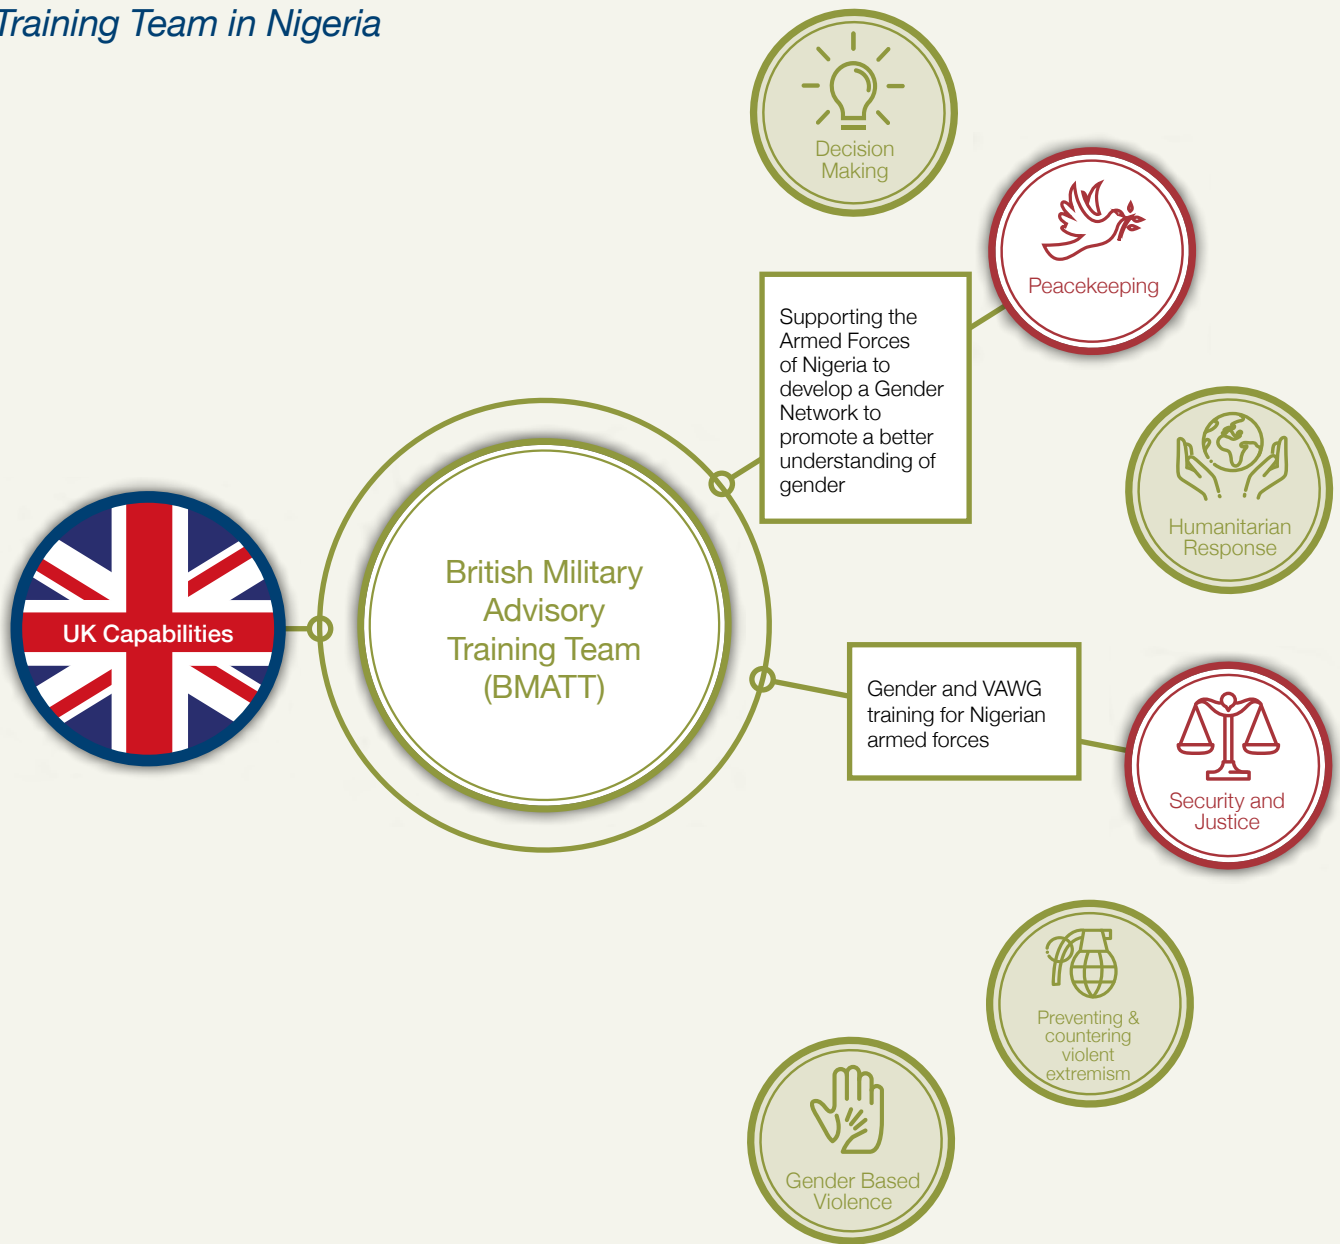 Training Team in Nigeria
Decision
Making
Peacekeeping
Supporting the
Armed Forces
of Nigeria to
develop a Gender
Network to
promote a better
understanding of
gender
Humanitarian
Response
UK Capabilities
British Military
Advisory
Training Team
(BMATT)
Gender and VAWG
training for Nigerian
armed forces
Security and
Justice
Preventing &
countering
violent
extremism
Gender Based
Violence